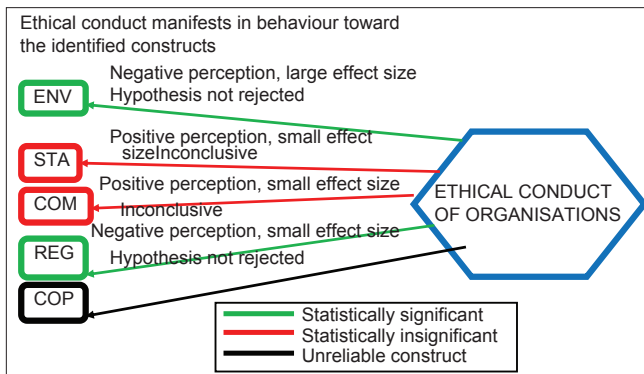 Ethical conduct manifests in behaviour toward
the identified constructs
Negative perception, large effect size
ENV
Hypothesis not rejected
Positive perception, small effect
STA
sizeInconclusive
Positive perception, small effect size
COM
Inconclusive
Negative perception, small effect size
REG
Hypothesis not rejected
COP
ETHICAL CONDUCT
OF ORGANISATIONS
Statistically significant
Statistically insignificant
Unreliable construct